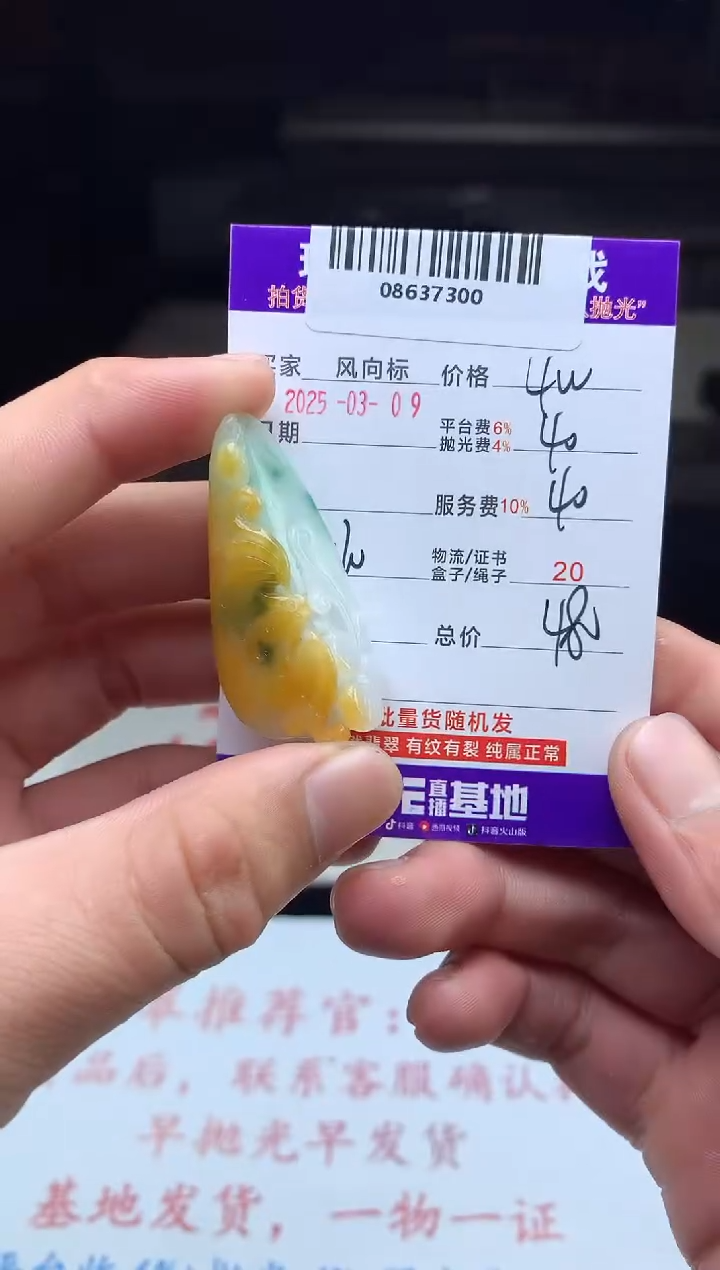 08637300
拍货 抛光”
家 风向标 价格 4w
2025-03-09
期 平台费6% 40
抛光费4%
服务费10% 40
物流/证书 20
盒子/绳子
总价
批量货随机发
翡翠 有纹有裂 纯属正常
直播基地
抖音 抖音火山版
推荐官：
品后，联系客服确认
早抛光早发货
基地发货，一物一证